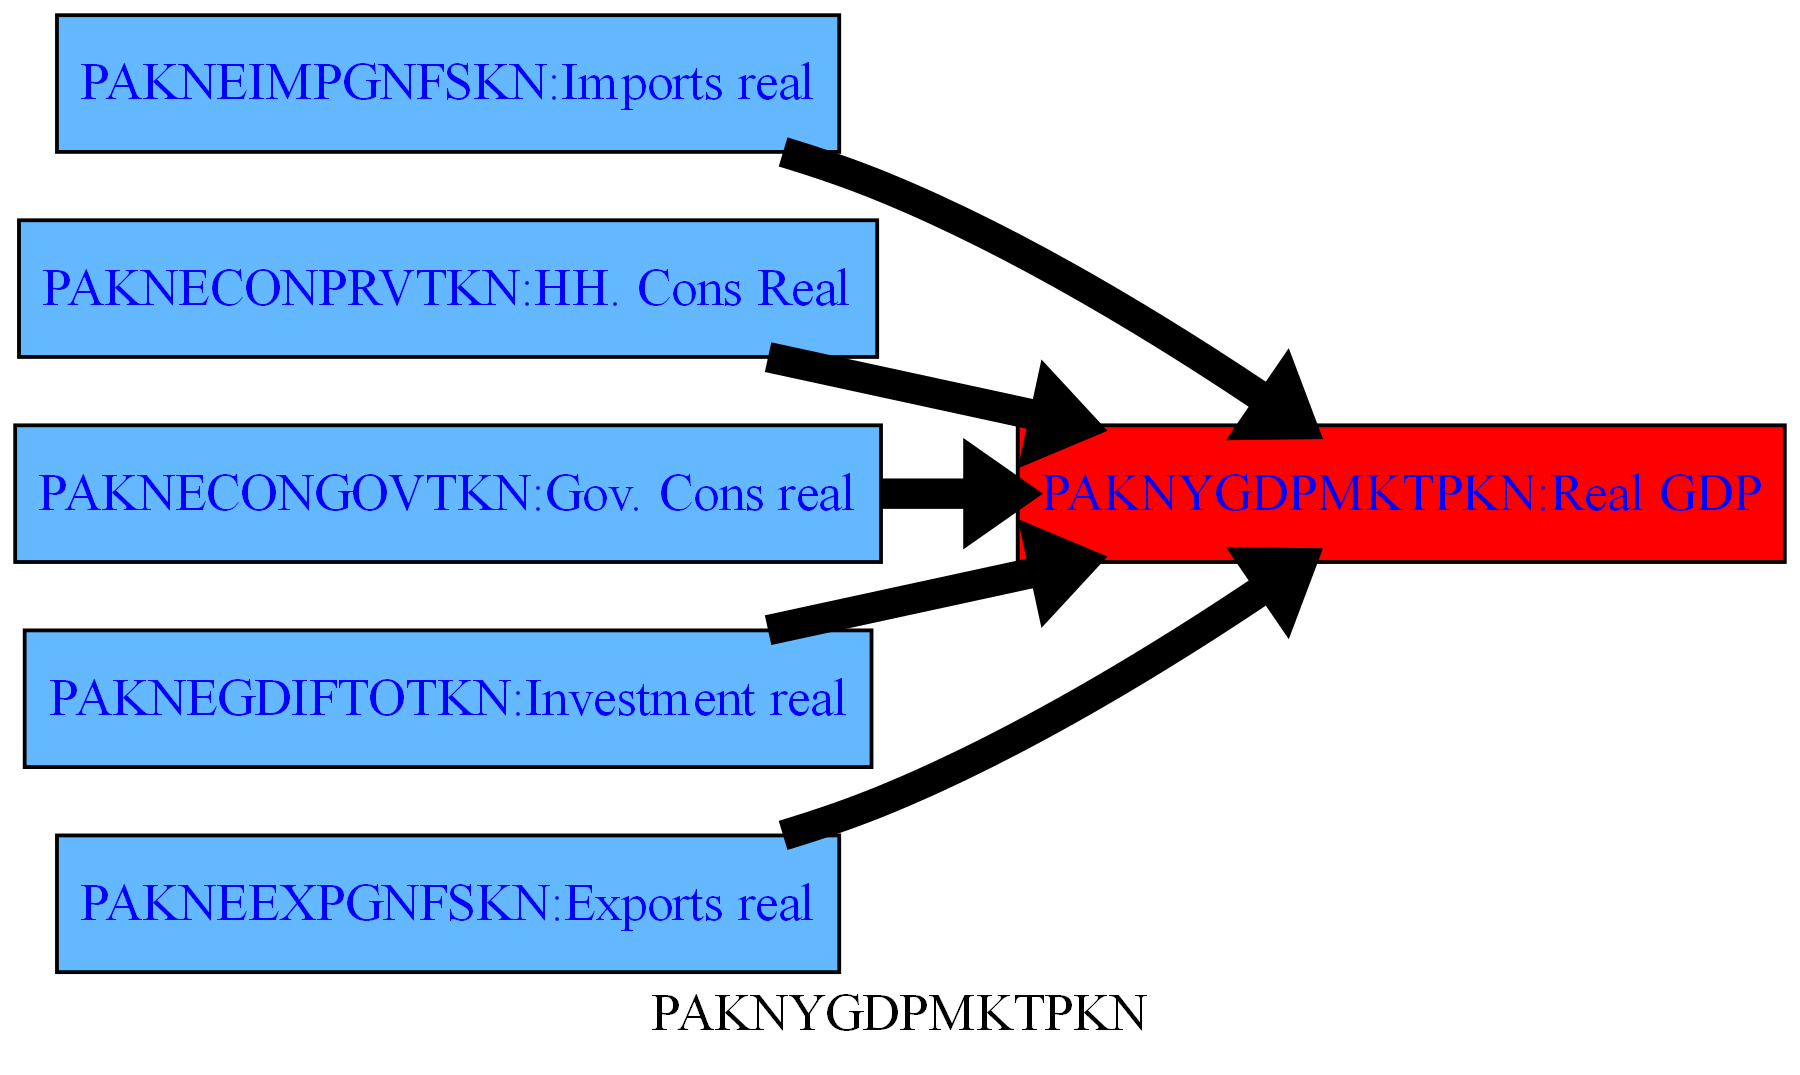 PAKNEIMPGNFSKN:Imports real
PAKNECONPRVTKN:HH. Cons Real
PAKNECONGOVTKN:Gov. Cons real
PAKNYGDPMKTPKN:Real GDP
PAKNEGDIFTOTKN:Investment real
PAKNEEXPGNFSKN:Exports real
PAKNYGDPMKTPKN